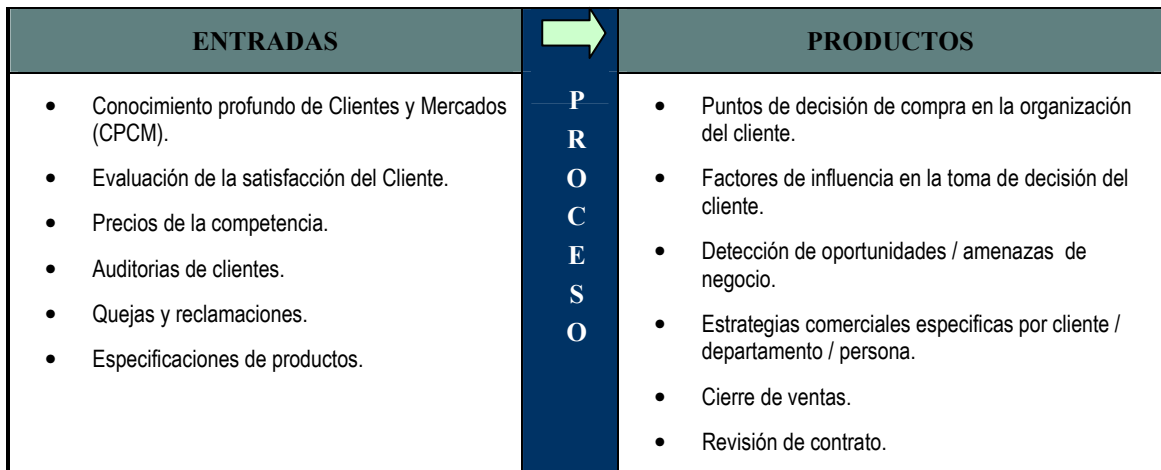 ENTRADAS
• Conocimiento profundo de Clientes y Mercados
(CPCM).
• Evaluación de la satisfacción del Cliente.
• Precios de la competencia.
• Auditorias de clientes.
• Quejas y reclamaciones.
• Especificaciones de productos.
P
R
O
C
E
S
O
PRODUCTOS
• Puntos de decisión de compra en la organización
del cliente.
• Factores de influencia en la toma de decisión del
cliente.
• Detección de oportunidades / amenazas de
negocio.
• Estrategias comerciales especificas por cliente /
departamento / persona.
• Cierre de ventas.
• Revisión de contrato.